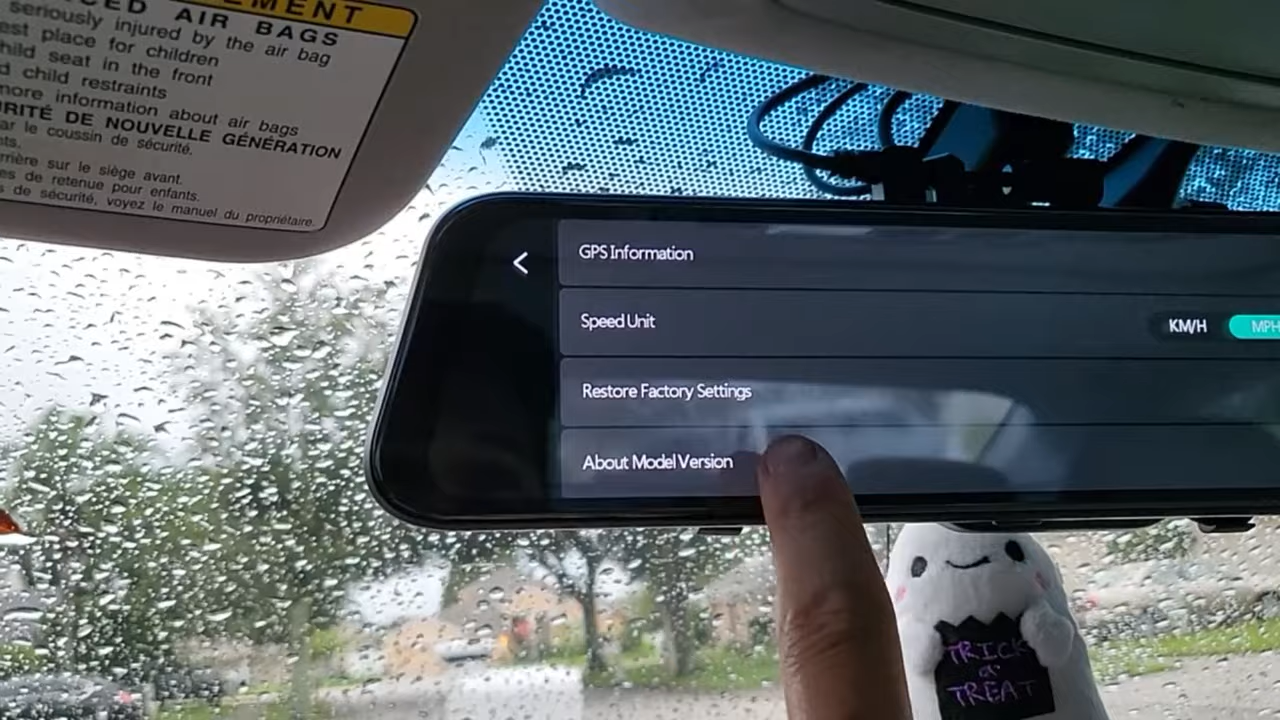 EMENT
CED AIR BAGS
seriously injured by the air bag
est place for children
hild seat in the front
d child restraints
more information about air bags
RITÉ DE NOUVELLE GÉNÉRATION
ar le coussin de sécurité.
nts.
rrière sur le siège avant.
es de retenue pour enfants.
s de sécurité, voyez le manuel du propriétaire.
<
GPS Information
Speed Unit
KM/H MPH
Restore Factory Settings
About Model Version
TRICK
or
TREAT